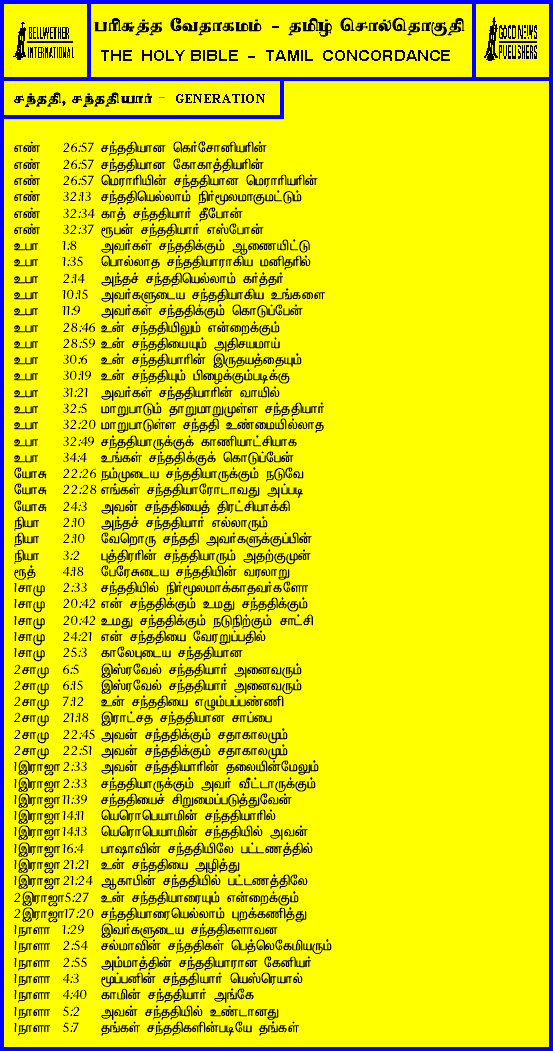 BELLWETHER
INTERNATIONAL
பரிசுத்த வேதாகமம் - தமிழ் சொல்தொகுதி
THE HOLY BIBLE - TAMIL CONCORDANCE
GOOD NEWS
PUBLISHERS
சந்ததி, சந்ததியார் - GENERATION
எண் 26:57 சந்ததியான கெர்சோனியரின்
எண் 26:57 சந்ததியான கோகாத்தியரின்
எண் 26:57 மெராரியின் சந்ததியான மெராரியரின்
எண் 32:13 சந்ததியெல்லாம் நிர்மூலமாகுமட்டும்
எண் 32:34 காத் சந்ததியார் தீபோன்
எண் 32:37 ரூபன் சந்ததியார் எஸ்போன்
உபா 1:8 அவர்கள் சந்ததிக்கும் ஆணையிட்டு
உபா 1:35 பொல்லாத சந்ததியாராகிய மனிதரில்
உபா 2:14 அந்தச் சந்ததியெல்லாம் கர்த்தர்
உபா 10:15 அவர்களுடைய சந்ததியாகிய உங்களை
உபா 11:9 அவர்கள் சந்ததிக்கும் கொடுப்பேன்
உபா 28:46 உன் சந்ததியிலும் என்றைக்கும்
உபா 28:59 உன் சந்ததியையும் அதிசயமாய்
உபா 30:6 உன் சந்ததியாரின் இருதயத்தையும்
உபா 30:19 உன் சந்ததியும் பிழைக்கும்படிக்கு
உபா 31:21 அவர்கள் சந்ததியாரின் வாயில்
உபா 32:5 மாறுபாடும் தாறுமாறுமுள்ள சந்ததியார்
உபா 32:20 மாறுபாடுள்ள சந்ததி உண்மையில்லாத
உபா 32:49 சந்ததியாருக்குக் காணியாட்சியாக
உபா 34:4 உங்கள் சந்ததிக்குக் கொடுப்பேன்
யோசு 22:26 நம்முடைய சந்ததியாருக்கும் நடுவே
யோசு 22:28 எங்கள் சந்ததியாரோடாவது அப்படி
யோசு 24:3 அவன் சந்ததியைத் திரட்சியாக்கி
நியா 2:10 அந்தச் சந்ததியார் எல்லாரும்
நியா 2:10 வேறொரு சந்ததி அவர்களுக்குப்பின்
நியா 3:2 புத்திரரின் சந்ததியாரும் அதற்குமுன்
ரூத் 4:18 பேரேசுடைய சந்ததியின் வரலாறு
1சாமு 2:33 சந்ததியில் நிர்மூலமாக்காதவர்களோ
1சாமு 20:42 என் சந்ததிக்கும் உமது சந்ததிக்கும்
1சாமு 20:42 உமது சந்ததிக்கும் நடுநிற்கும் சாட்சி
1சாமு 24:21 என் சந்ததியை வேரறுப்பதில்
1சாமு 25:3 காலேபுடைய சந்ததியான
2சாமு 6:5 இஸ்ரவேல் சந்ததியார் அனைவரும்
2சாமு 6:15 இஸ்ரவேல் சந்ததியார் அனைவரும்
2சாமு 7:12 உன் சந்ததியை எழும்பப்பண்ணி
2சாமு 21:18 இராட்சத சந்ததியான சாப்பை
2சாமு 22:45 அவன் சந்ததிக்கும் சதாகாலமும்
2சாமு 22:51 அவன் சந்ததிக்கும் சதாகாலமும்
1இராஜா 2:33 அவன் சந்ததியாரின் தலையின்மேலும்
1இராஜா 2:33 சந்ததியாருக்கும் அவர் வீட்டாருக்கும்
1இராஜா 11:39 சந்ததியைச் சிறுமைப்படுத்துவேன்
1இராஜா 14:11 யெரொபெயாமின் சந்ததியாரில்
1இராஜா 14:13 யெரொபெயாமின் சந்ததியில் அவன்
1இராஜா 16:4 பாஷாவின் சந்ததியிலே பட்டணத்தில்
1இராஜா 21:21 உன் சந்ததியை அழித்து
1இராஜா 21:24 ஆகாபின் சந்ததியில் பட்டணத்திலே
2இராஜா 5:27 உன் சந்ததியாரையும் என்றைக்கும்
2இராஜா 17:20 சந்ததியாரையெல்லாம் புறக்கணித்து
1நாளா 1:29 இவர்களுடைய சந்ததிகளாவன
1நாளா 2:54 சல்மாவின் சந்ததிகள் பெத்லெகேமியரும்
1நாளா 2:55 அம்மாத்தின் சந்ததியாரான கேனியர்
1நாளா 4:3 மூப்பனின் சந்ததியார் யெஸ்ரெயால்
1நாளா 4:40 காமின் சந்ததியார் அங்கே
1நாளா 5:2 அவன் சந்ததியில் உண்டானது
1நாளா 5:7 தங்கள் சந்ததிகளின்படியே தங்கள்